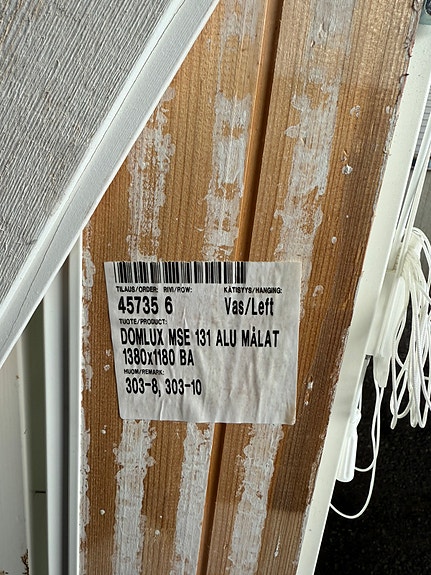 TILAUS/ORDER: RIVI/ROW: KÄTISYYS/HANGING:
45735 6 Vas/Left
TUOTE/PRODUCT:
DOMLUX MSE 131 ALU MÅLAT
1380x1180 BA
HUOM/REMARK:
303-8, 303-10